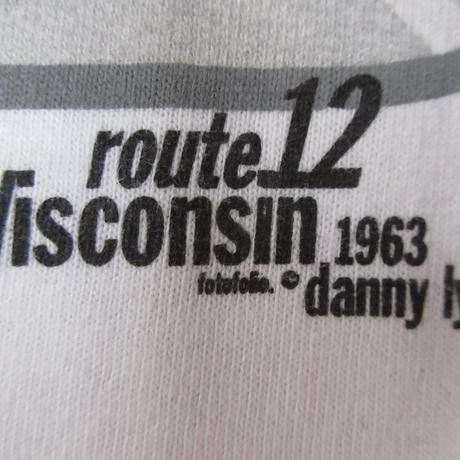 route 12
Wisconsin, 1963
fotofolio. © danny ly